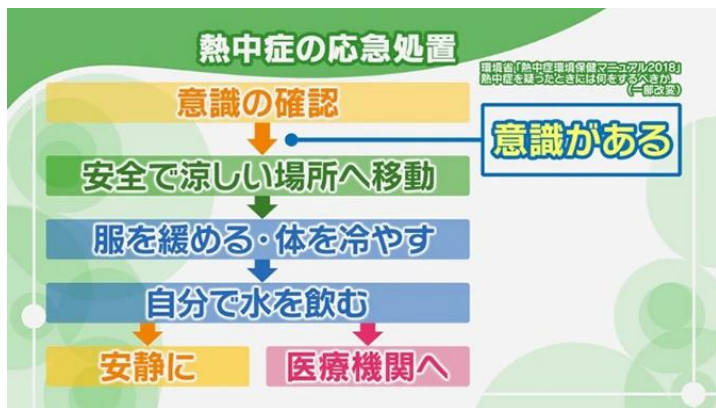 熱中症の応急処置
環境省「熱中症環境保健マニュアル2018」
熱中症を疑ったときには何をするべきか
(一部改変)
意識の確認
意識がある
安全で涼しい場所へ移動
服を緩める・体を冷やす
自分で水を飲む
安静に
医療機関へ